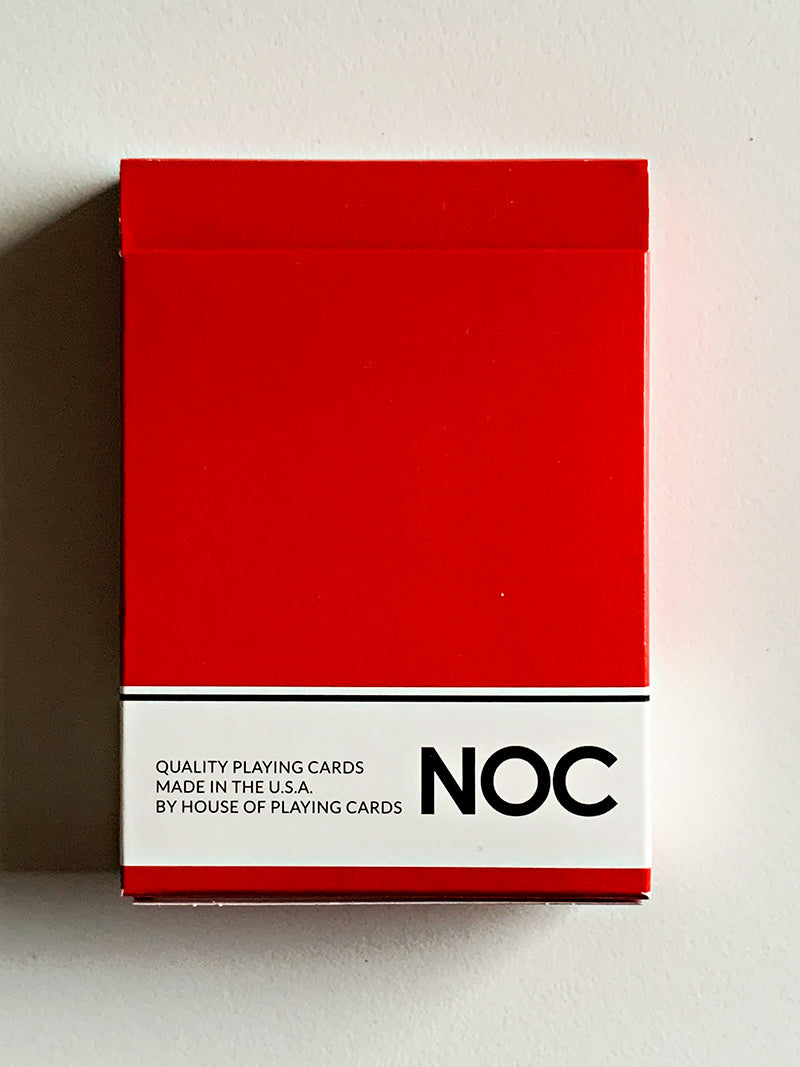 QUALITY PLAYING CARDS
MADE IN THE U.S.A.
BY HOUSE OF PLAYING CARDS
NOC